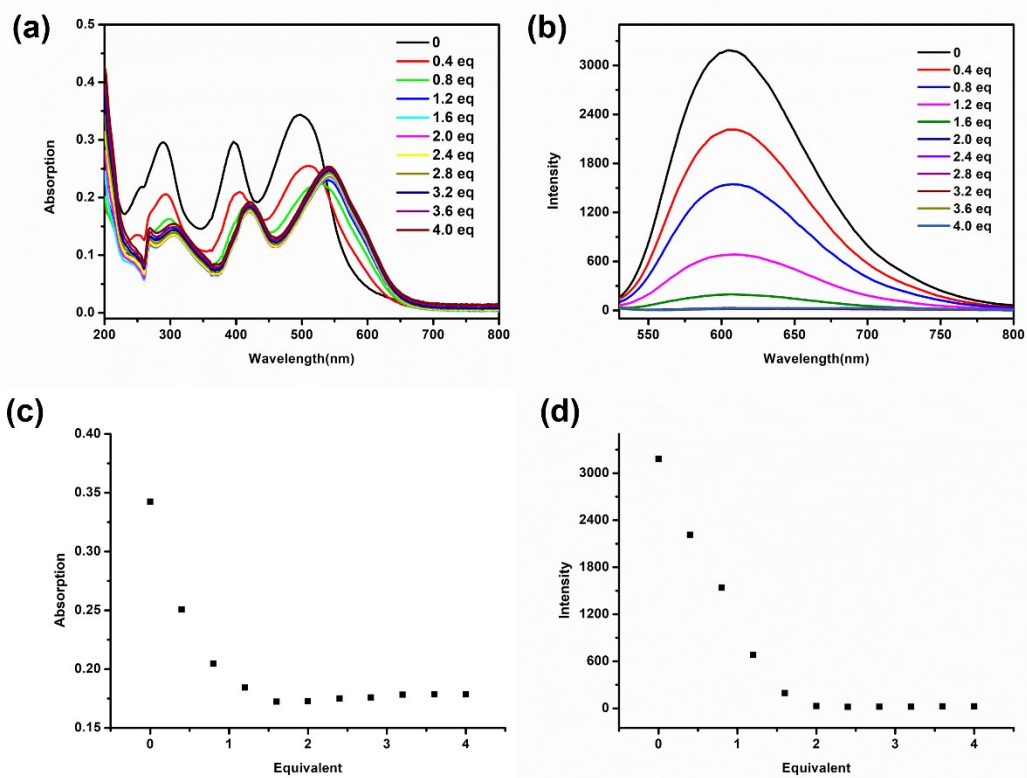 (a)
0.5
0.4
0.3
0.2
0.1
0.0
Absorption
200
300
400
500
600
700
800
Wavelength(nm)
0
0.4 eq
0.8 eq
1.2 eq
1.6 eq
2.0 eq
2.4 eq
2.8 eq
3.2 eq
3.6 eq
4.0 eq
(b)
3000
2400
1800
1200
600
0
Intensity
550
600
650
700
750
800
Wavelength(nm)
0
0.4 eq
0.8 eq
1.2 eq
1.6 eq
2.0 eq
2.4 eq
2.8 eq
3.2 eq
3.6 eq
4.0 eq
(c)
0.40
0.35
0.30
0.25
0.20
0.15
Absorption
0
1
2
3
4
Equivalent
(d)
3000
2400
1800
1200
600
0
Intensity
0
1
2
3
4
Equivalent